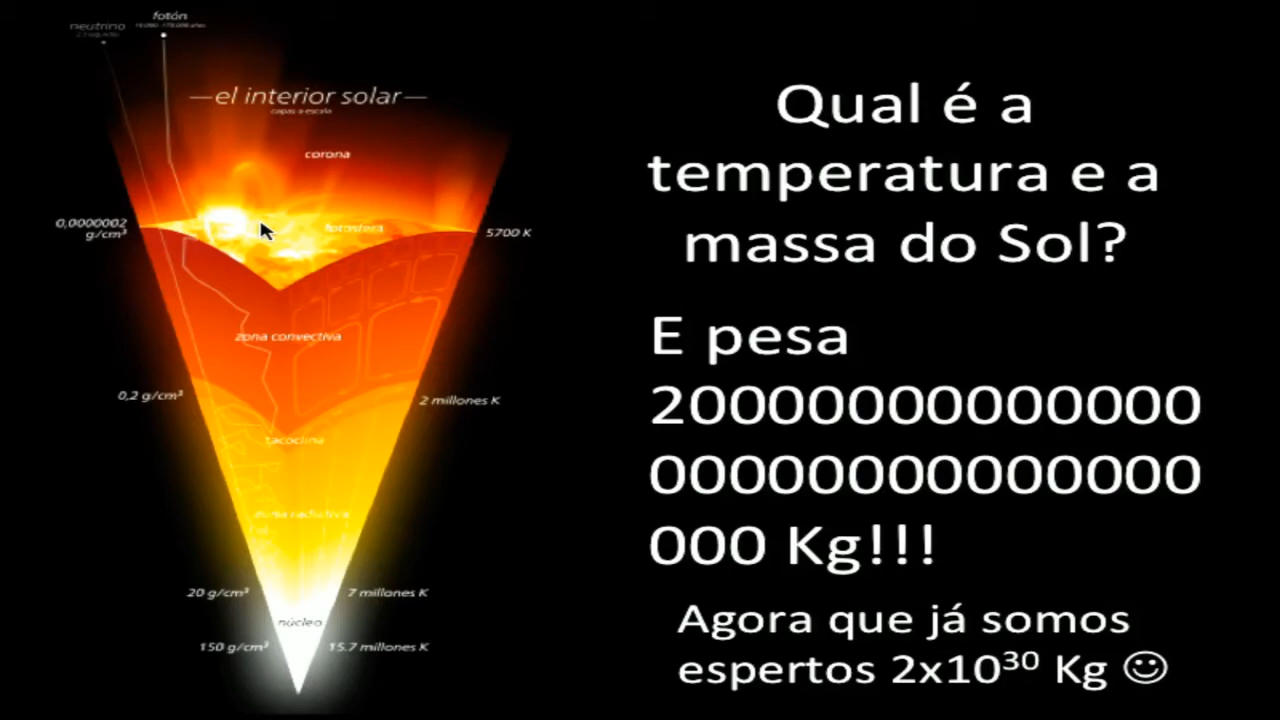 neutrino
fotón
—el interior solar—
capas a escala
corona
0,0000002
g/cm³
fotosfera
5700 K
zona convectiva
0,2 g/cm³
2 millones K
tacoclina
zona radiativa
20 g/cm³
7 millones K
núcleo
150 g/cm³
15.7 millones K
Qual é a
temperatura e a
massa do Sol?
E pesa
20000000000000
00000000000000
000 Kg!!!
Agora que já somos
espertos 2x10³⁰ Kg ☺